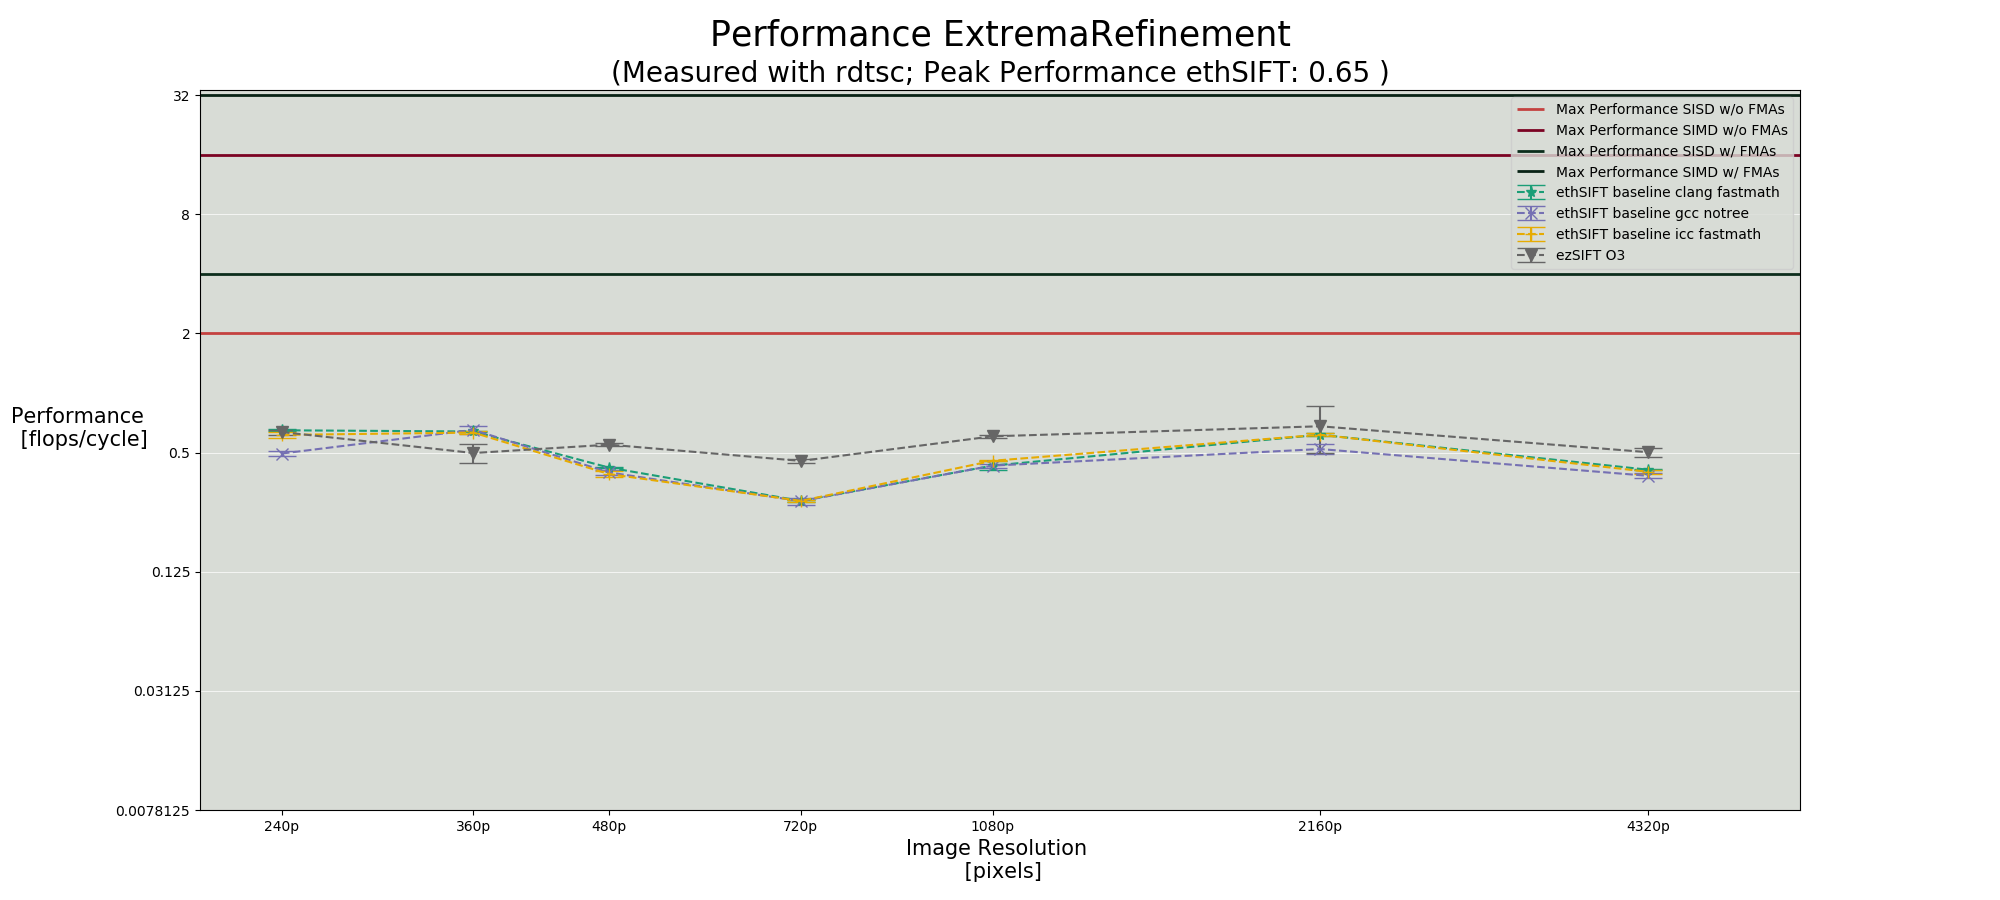 Performance ExtremaRefinement
(Measured with rdtsc; Peak Performance ethSIFT: 0.65 )
32
8
2
0.5
0.125
0.03125
0.0078125
Performance
[flops/cycle]
Max Performance SISD w/o FMAs
Max Performance SIMD w/o FMAs
Max Performance SISD w/ FMAs
Max Performance SIMD w/ FMAs
ethSIFT baseline clang fastmath
ethSIFT baseline gcc notree
ethSIFT baseline icc fastmath
ezSIFT O3
240p
360p
480p
720p
1080p
2160p
4320p
Image Resolution
[pixels]